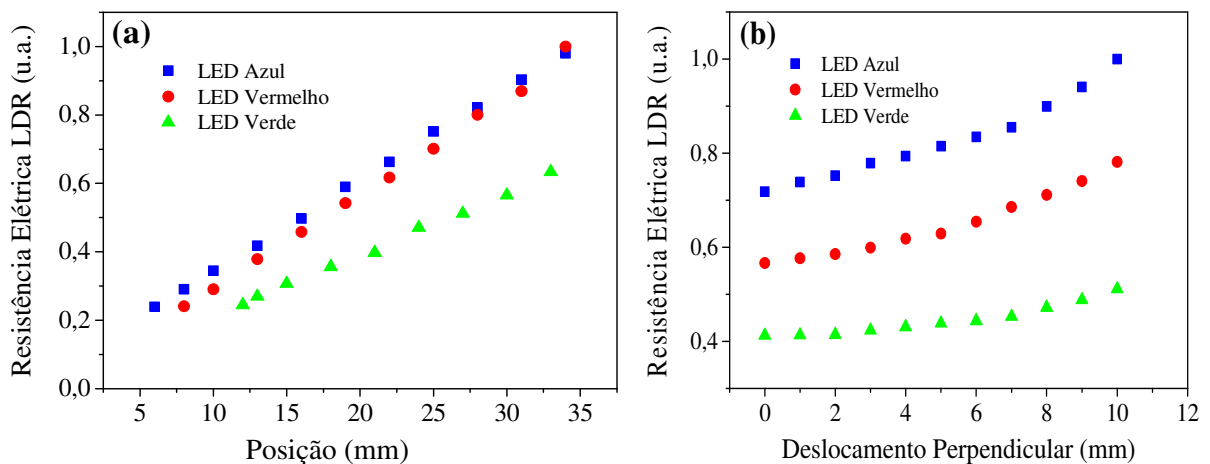 (a)
LED Azul
LED Vermelho
LED Verde
Resistência Elétrica LDR (u.a.)
1,0
0,8
0,6
0,4
0,2
0,0
5 10 15 20 25 30 35
Posição (mm)
(b)
LED Azul
LED Vermelho
LED Verde
Resistência Elétrica LDR (u.a.)
1,0
0,8
0,6
0,4
0 2 4 6 8 10 12
Deslocamento Perpendicular (mm)